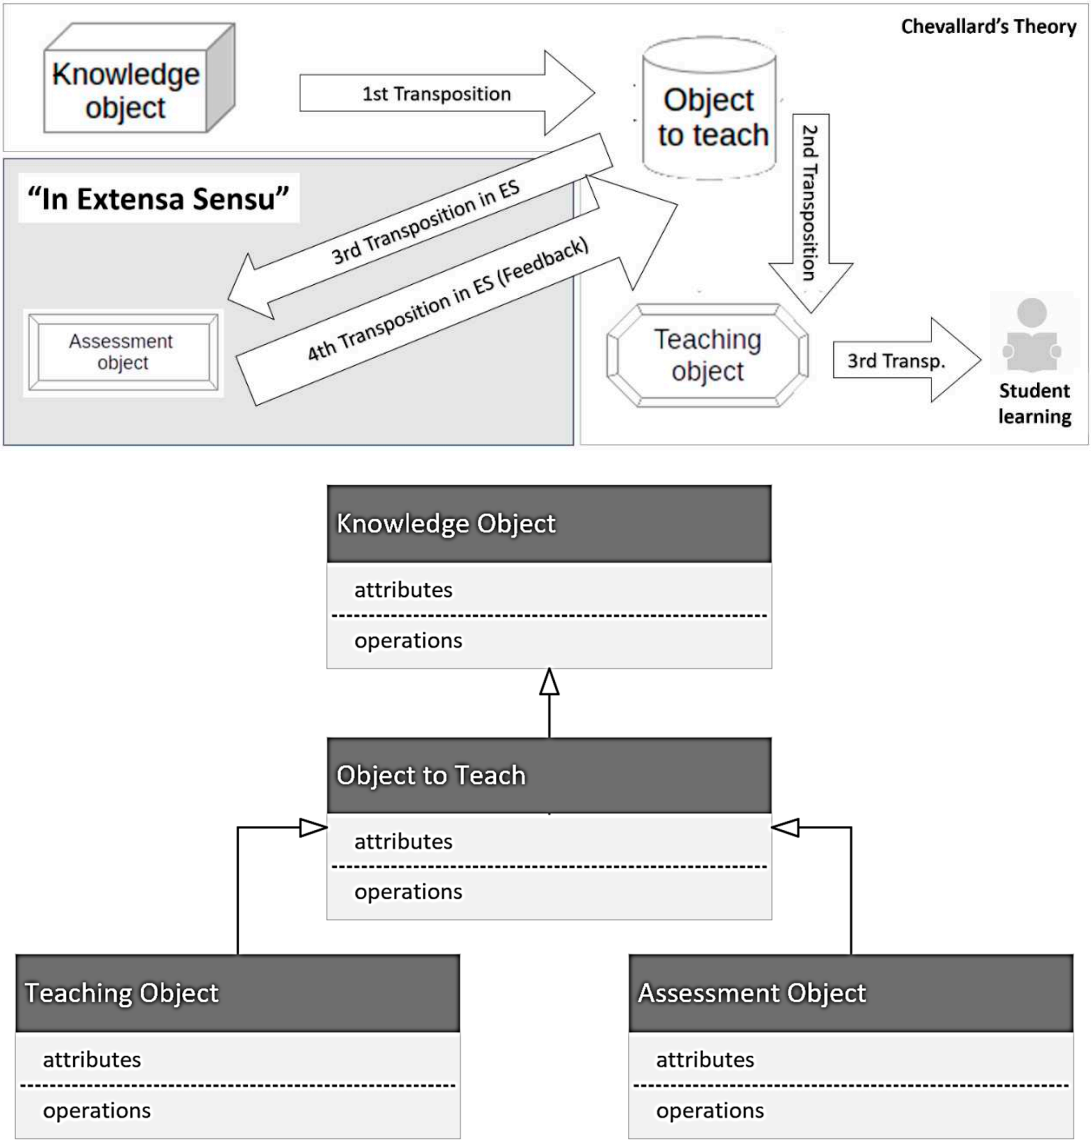 Chevallard's Theory
Knowledge
object
1st Transposition
Object
to teach
2nd Transposition
“In Extensa Sensu”
3rd Transposition in ES
4th Transposition in ES (Feedback)
Assessment
object
Teaching
object
3rd Transp.
Student
learning
Knowledge Object
attributes
operations
Object to Teach
attributes
operations
Teaching Object
attributes
operations
Assessment Object
attributes
operations